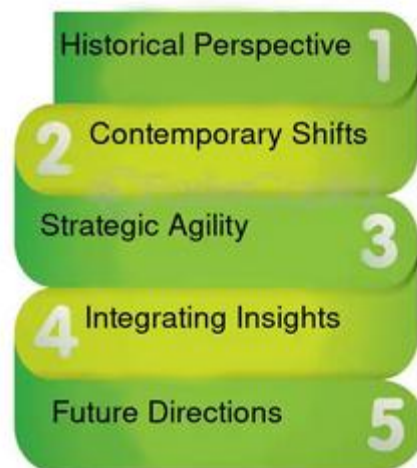 Historical Perspective 1
2 Contemporary Shifts
Strategic Agility 3
4 Integrating Insights
Future Directions 5